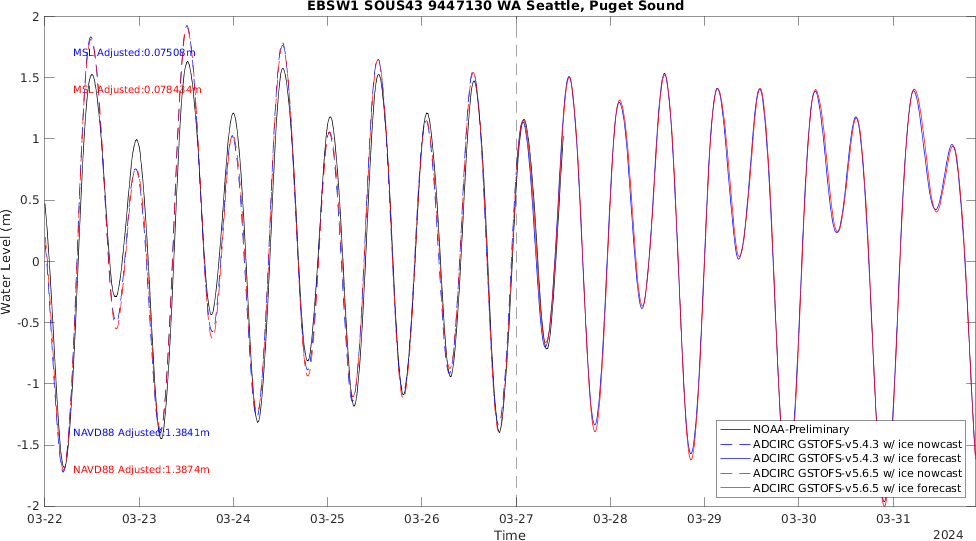 EBSW1 SOUS43 9447130 WA Seattle, Puget Sound
2
1.5
1
0.5
0
-0.5
-1
-1.5
-2
Water Level (m)
MSL Adjusted:0.07508m
MSL Adjusted:0.078434m
NAVD88 Adjusted:1.3841m
NAVD88 Adjusted:1.3874m
NOAA-Preliminary
ADCIRC GSTOFS-v5.4.3 w/ ice nowcast
ADCIRC GSTOFS-v5.4.3 w/ ice forecast
ADCIRC GSTOFS-v5.6.5 w/ ice nowcast
ADCIRC GSTOFS-v5.6.5 w/ ice forecast
03-22 03-23 03-24 03-25 03-26 03-27 03-28 03-29 03-30 03-31
Time
2024